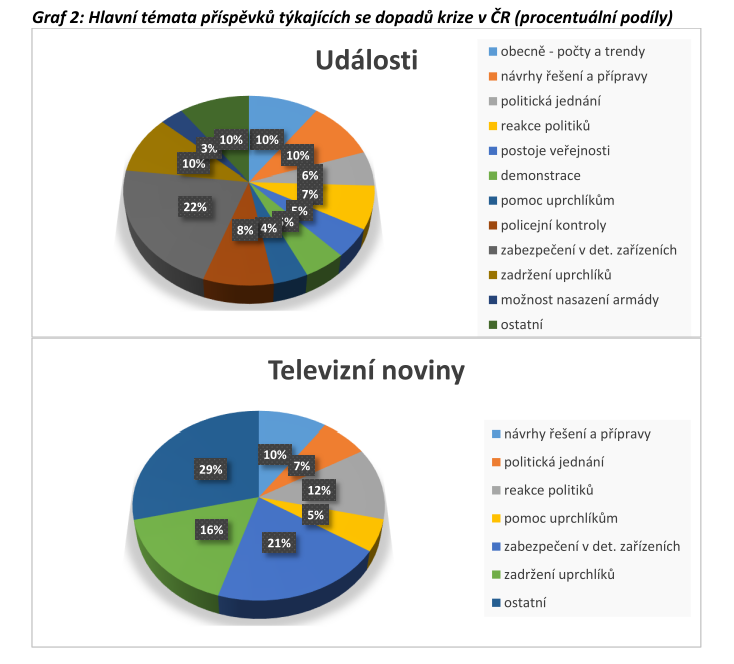 Graf 2: Hlavní témata příspěvků týkajících se dopadů krize v ČR (procentuální podíly)
Události
obecně - počty a trendy
návrhy řešení a přípravy
politická jednání
reakce politiků
postoje veřejnosti
demonstrace
pomoc uprchlíkům
policejní kontroly
zabezpečení v det. zařízeních
zadržení uprchlíků
možnost nasazení armády
ostatní
10%
10%
6%
7%
5%
4%
8%
22%
10%
3%
10%
Televizní noviny
návrhy řešení a přípravy
politická jednání
reakce politiků
pomoc uprchlíkům
zabezpečení v det. zařízeních
zadržení uprchlíků
ostatní
10%
7%
12%
5%
21%
16%
29%